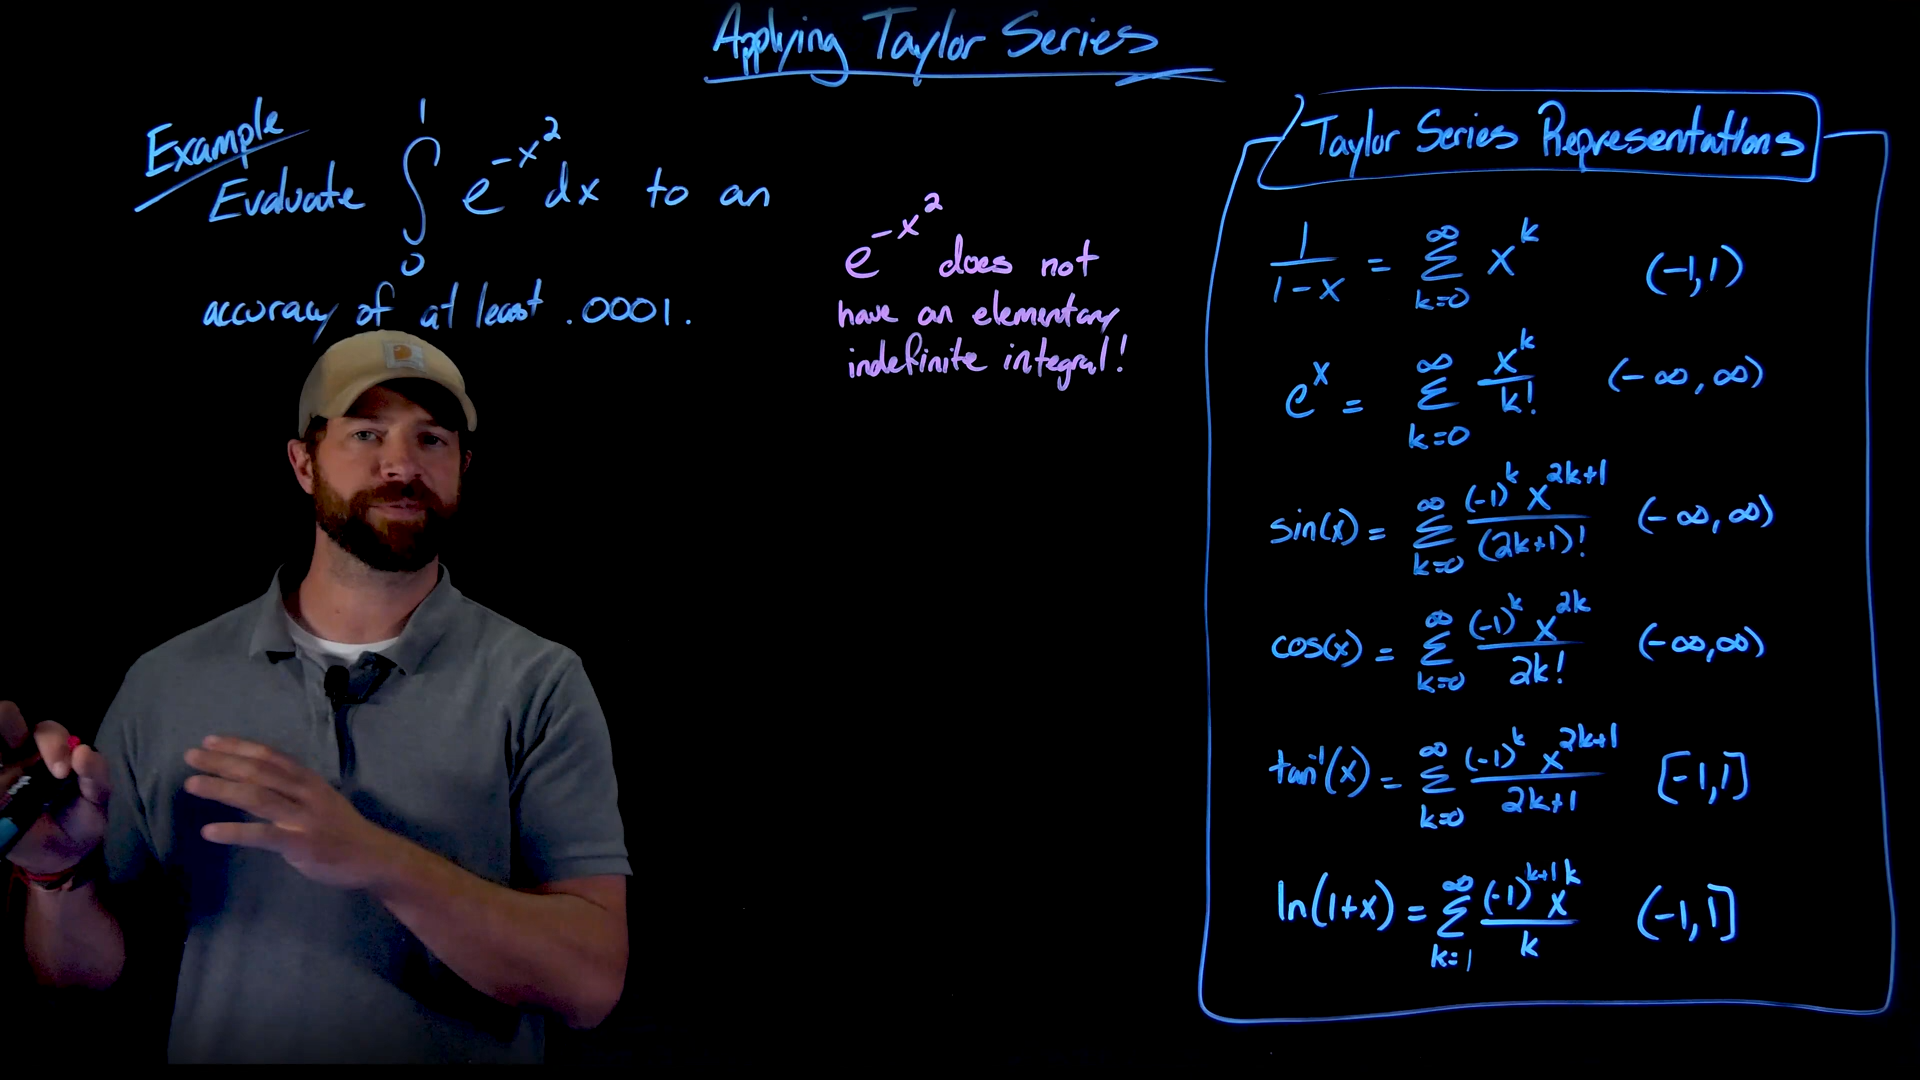 Applying Taylor Series
Example
Evaluate ∫₀¹ e^{-x²} dx to an
accuracy of at least .0001.
e^{-x²} does not
have an elementary
indefinite integral!
Taylor Series Representations
1/(1-x) = Σ_{k=0}^{∞} x^k (-1,1)
e^x = Σ_{k=0}^{∞} x^k/k! (-∞,∞)
sin(x) = Σ_{k=0}^{∞} (-1)^k x^{2k+1}/(2k+1)! (-∞,∞)
cos(x) = Σ_{k=0}^{∞} (-1)^k x^{2k}/2k! (-∞,∞)
tan⁻¹(x) = Σ_{k=0}^{∞} (-1)^k x^{2k+1}/2k+1 [-1,1]
ln(1+x) = Σ_{k=1}^{∞} (-1)^{k+1} x^k/k (-1,1]